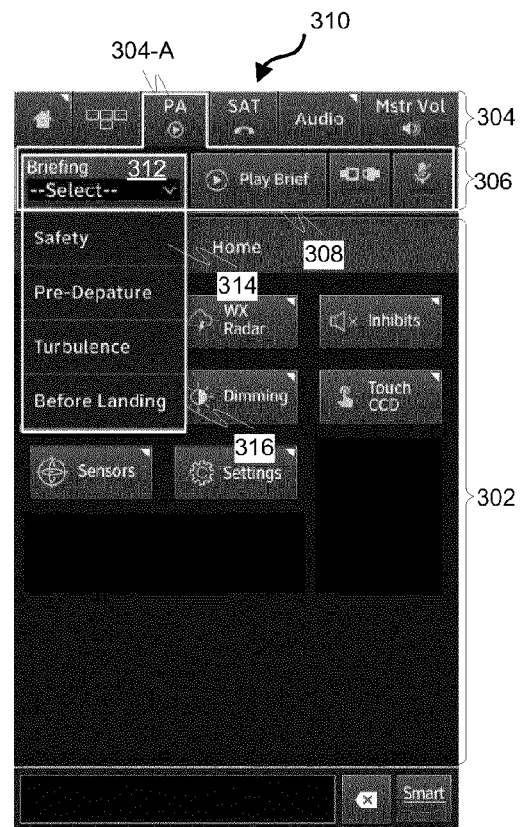 310
304-A
PA
SAT
Audio
Mstr Vol
304
Briefing
312
--Select--
Play Brief
306
Safety
Home
308
314
Pre-Depature
WX
Radar
Inhibits
Turbulence
Before Landing
Dimming
Touch
CCD
316
Sensors
Settings
302
Smart